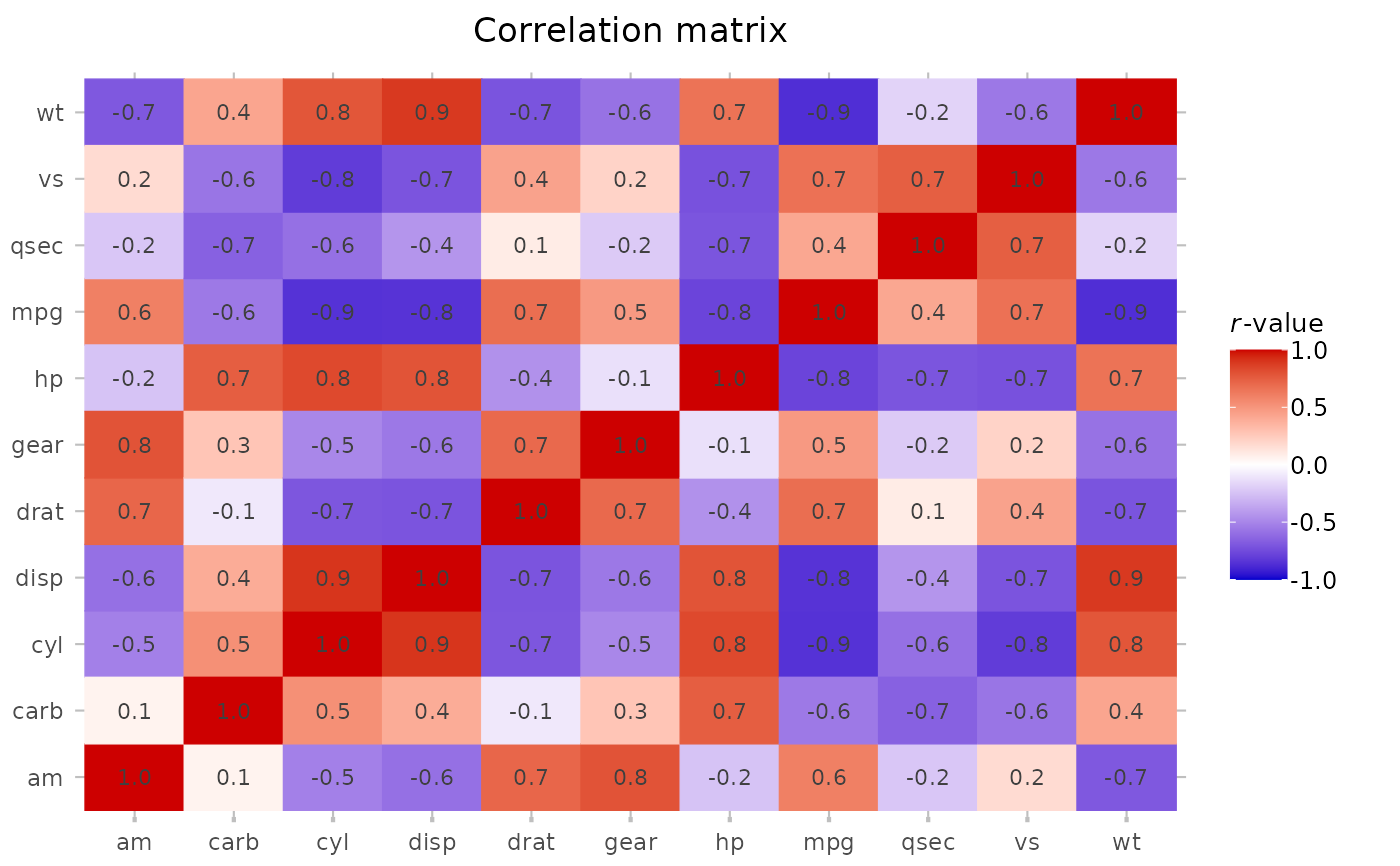 Correlation matrix
wt -0.7 0.4 0.8 0.9 -0.7 -0.6 0.7 -0.9 -0.2 -0.6 1.0
vs 0.2 -0.6 -0.8 -0.7 0.4 0.2 -0.7 0.7 0.7 1.0 -0.6
qsec -0.2 -0.7 -0.6 -0.4 0.1 -0.2 -0.7 0.4 1.0 0.7 -0.2
mpg 0.6 -0.6 -0.9 -0.8 0.7 0.5 -0.8 1.0 0.4 0.7 -0.9
hp -0.2 0.7 0.8 0.8 -0.4 -0.1 1.0 -0.8 -0.7 -0.7 0.7
gear 0.8 0.3 -0.5 -0.6 0.7 1.0 -0.1 0.5 -0.2 0.2 -0.6
drat 0.7 -0.1 -0.7 -0.7 1.0 0.7 -0.4 0.7 0.1 0.4 -0.7
disp -0.6 0.4 0.9 1.0 -0.7 -0.6 0.8 -0.8 -0.4 -0.7 0.9
cyl -0.5 0.5 1.0 0.9 -0.7 -0.5 0.8 -0.9 -0.6 -0.8 0.8
carb 0.1 1.0 0.5 0.4 -0.1 0.3 0.7 -0.6 -0.7 -0.6 0.4
am 1.0 0.1 -0.5 -0.6 0.7 0.8 -0.2 0.6 -0.2 0.2 -0.7
am carb cyl disp drat gear hp mpg qsec vs wt
r-value
1.0
0.5
0.0
-0.5
-1.0